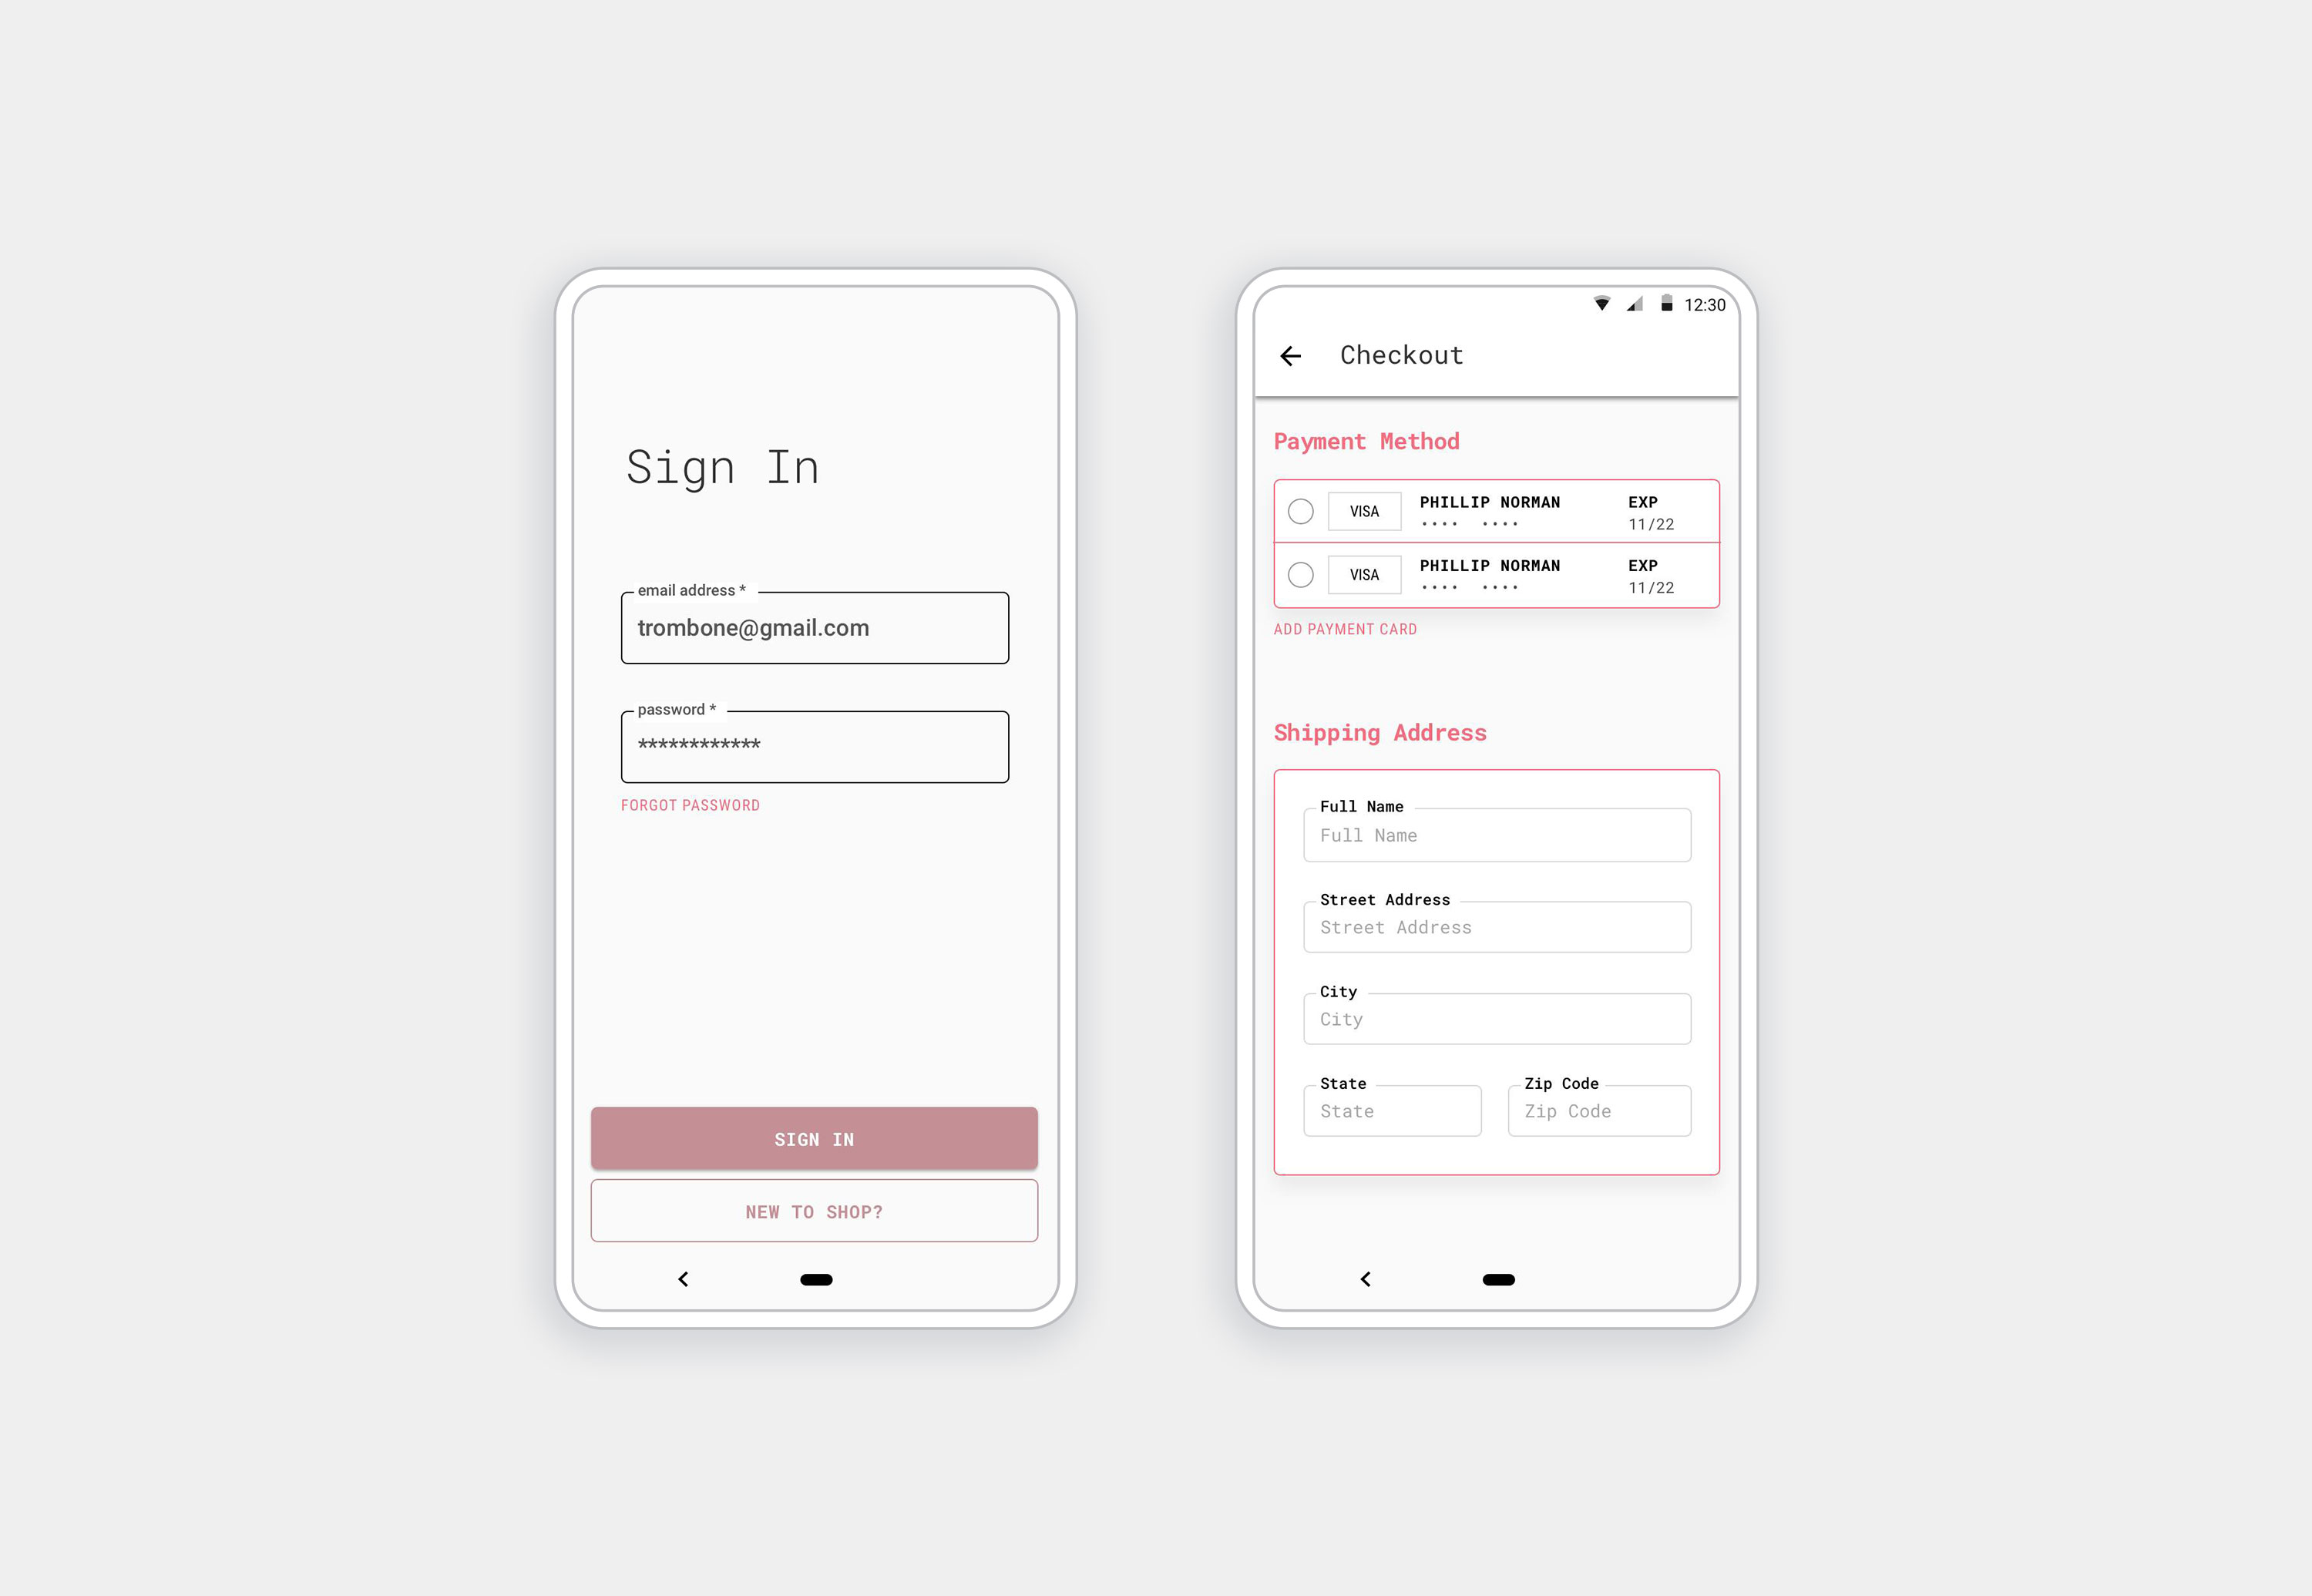 Sign In
email address *
trombone@gmail.com
password *
************
FORGOT PASSWORD
SIGN IN
NEW TO SHOP?
12:30
Checkout
Payment Method
VISA PHILLIP NORMAN EXP
•••• •••• 11/22
VISA PHILLIP NORMAN EXP
•••• •••• 11/22
ADD PAYMENT CARD
Shipping Address
Full Name
Full Name
Street Address
Street Address
City
City
State Zip Code
State Zip Code